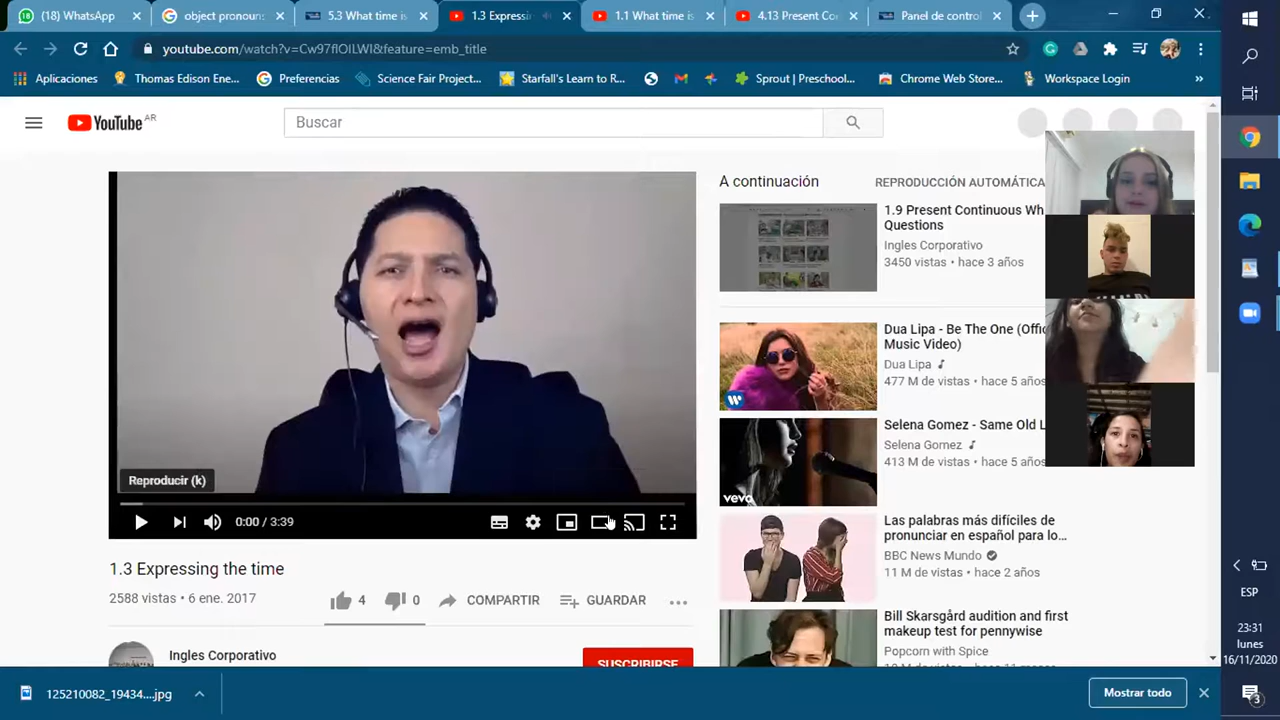 (18) WhatsApp
object pronouns
5.3 What time is
1.3 Expressin
1.1 What time is
4.13 Present Co
Panel de control
youtube.com/watch?v=Cw97flOILWI&feature=emb_title
Aplicaciones
Thomas Edison Ene...
Preferencias
Science Fair Project...
Starfall's Learn to R...
Sprout | Preschool...
Chrome Web Store...
Workspace Login
»
YouTube AR
Buscar
A continuación
REPRODUCCIÓN AUTOMÁTICA
1.9 Present Continuous Wh
Questions
Ingles Corporativo
3450 vistas • hace 3 años
Dua Lipa - Be The One (Offic
Music Video)
Dua Lipa
477 M de vistas • hace 5 años
Selena Gomez - Same Old L
Selena Gomez
413 M de vistas • hace 5 años
vevo
Las palabras más difíciles de
pronunciar en español para lo...
BBC News Mundo
11 M de vistas • hace 2 años
Bill Skarsgård audition and first
makeup test for pennywise
Popcorn with Spice
Reproducir (k)
0:00 / 3:39
1.3 Expressing the time
2588 vistas • 6 ene. 2017
4
0
COMPARTIR
GUARDAR
Ingles Corporativo
SUSCRIBIRSE
125210082_19434....jpg
Mostrar todo
ESP
23:31
lunes
16/11/2020
3